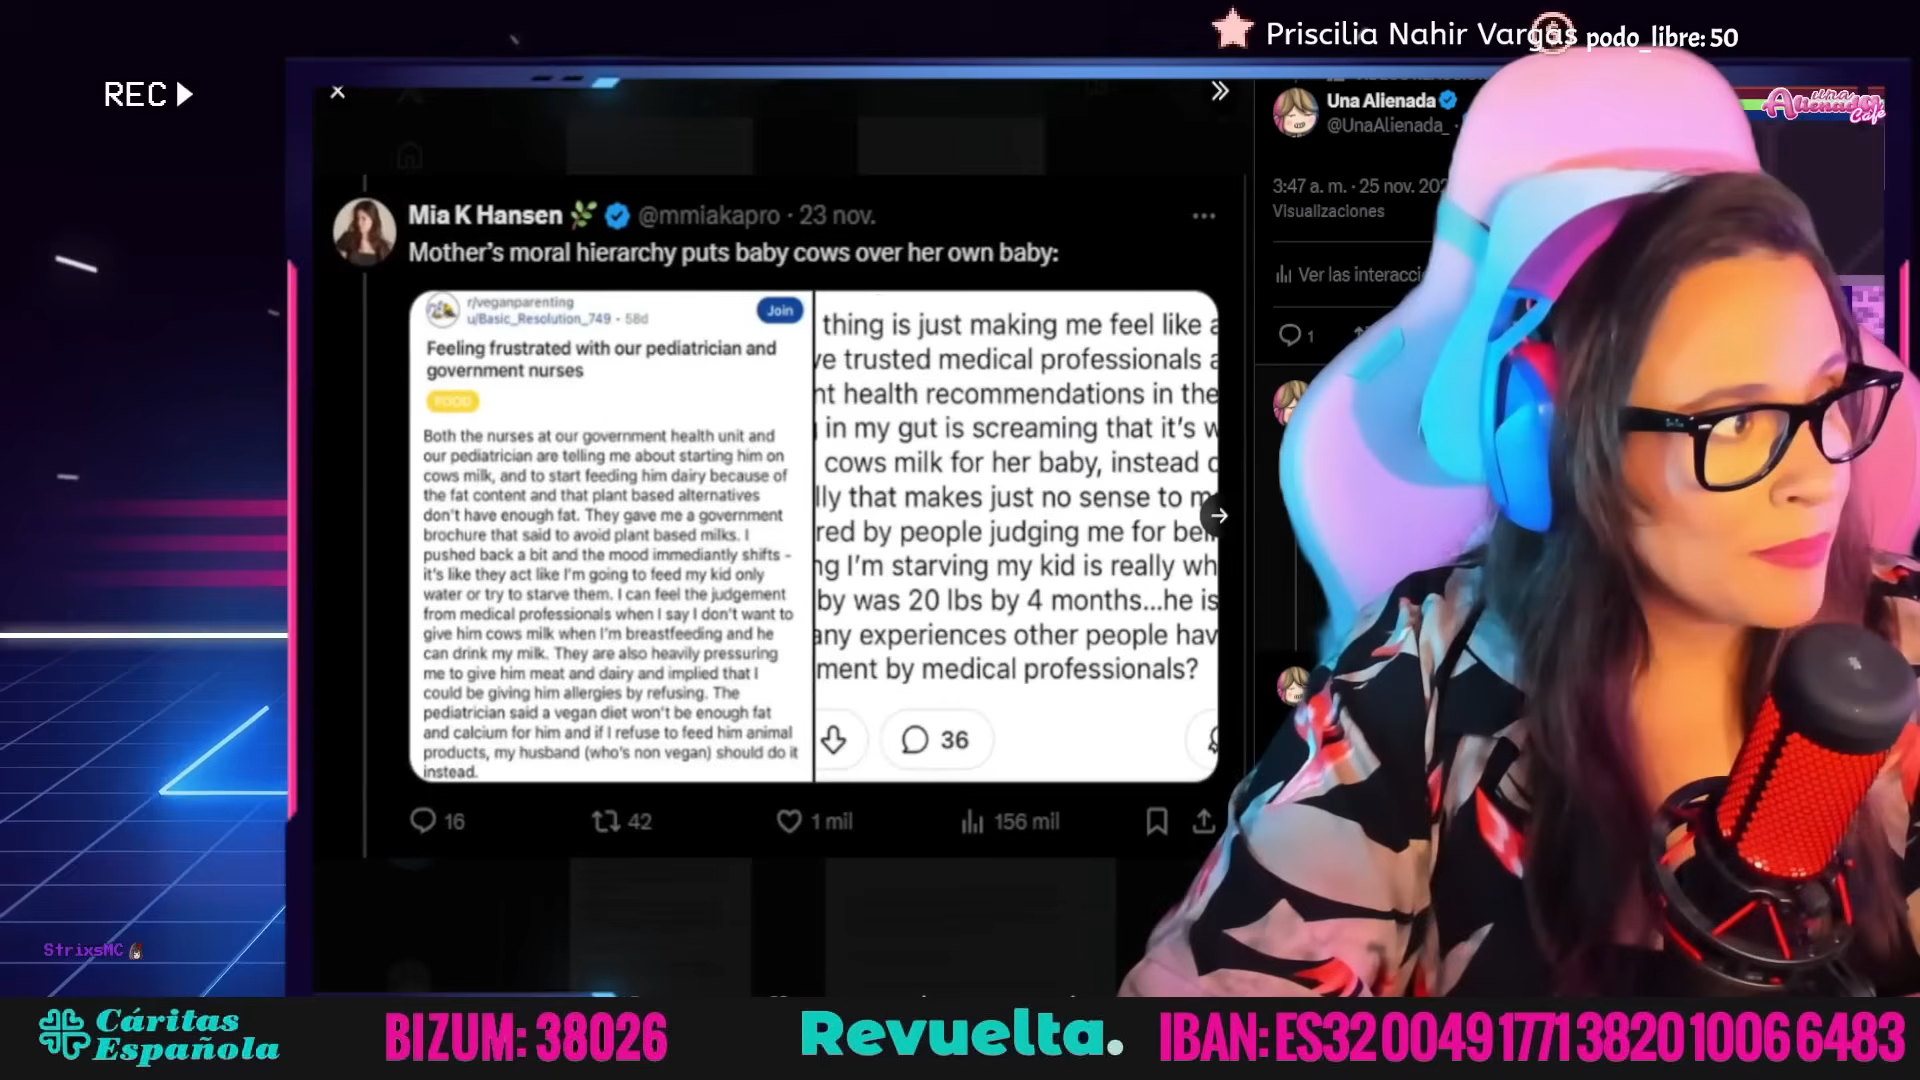 Priscilia Nahir Vargas
podo_libre: 50
REC
Una Alienada
@UnaAlienada_
una Alienada Café
3:47 a. m. · 25 nov. 202
Visualizaciones
Ver las interacci
1
Mia K Hansen @mmiakapro · 23 nov.
Mother's moral hierarchy puts baby cows over her own baby:
r/veganparenting
u/Basic_Resolution_749 · 58d
Join
Feeling frustrated with our pediatrician and
government nurses
FOOD
Both the nurses at our government health unit and
our pediatrician are telling me about starting him on
cows milk, and to start feeding him dairy because of
the fat content and that plant based alternatives
don't have enough fat. They gave me a government
brochure that said to avoid plant based milks. I
pushed back a bit and the mood immediantly shifts -
it's like they act like I'm going to feed my kid only
water or try to starve them. I can feel the judgement
from medical professionals when I say I don't want to
give him cows milk when I'm breastfeeding and he
can drink my milk. They are also heavily pressuring
me to give him meat and dairy and implied that I
could be giving him allergies by refusing. The
pediatrician said a vegan diet won't be enough fat
and calcium for him and if I refuse to feed him animal
products, my husband (who's non vegan) should do it
instead.
thing is just making me feel like a
ve trusted medical professionals a
nt health recommendations in the
in my gut is screaming that it's w
cows milk for her baby, instead o
lly that makes just no sense to m
red by people judging me for bein
ng I'm starving my kid is really wh
by was 20 lbs by 4 months...he is
any experiences other people hav
ment by medical professionals?
36
16
42
1 mil
156 mil
StrixsMC
Cáritas
Española
BIZUM: 38026
Revuelta.
IBAN: ES32 0049 1771 3820 1006 6483